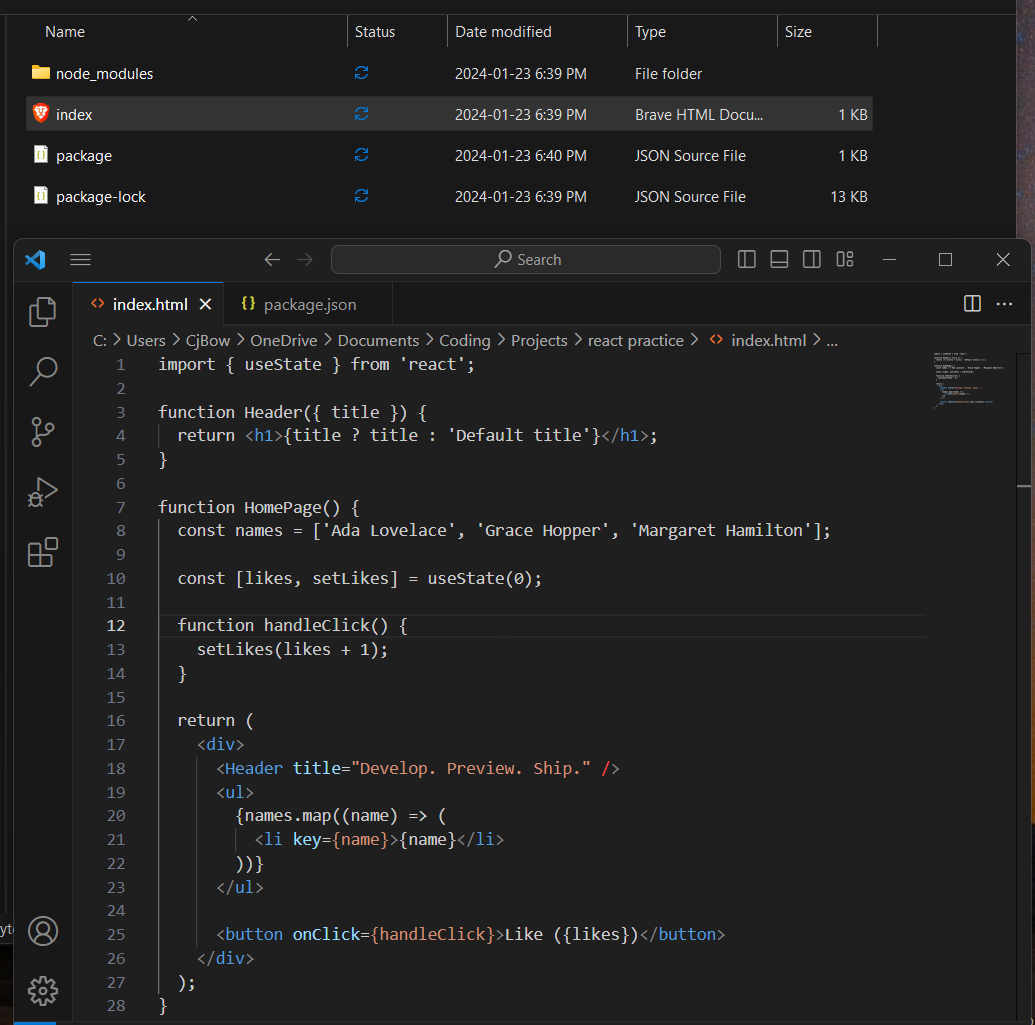 Name Status Date modified Type Size
node_modules 2024-01-23 6:39 PM File folder
index 2024-01-23 6:39 PM Brave HTML Docu... 1 KB
package 2024-01-23 6:40 PM JSON Source File 1 KB
package-lock 2024-01-23 6:39 PM JSON Source File 13 KB
Search
index.html package.json
C: > Users > CjBow > OneDrive > Documents > Coding > Projects > react practice > index.html > ...
1 import { useState } from 'react';
2
3 function Header({ title }) {
4   return <h1>{title ? title : 'Default title'}</h1>;
5 }
6
7 function HomePage() {
8   const names = ['Ada Lovelace', 'Grace Hopper', 'Margaret Hamilton'];
9
10   const [likes, setLikes] = useState(0);
11
12   function handleClick() {
13     setLikes(likes + 1);
14   }
15
16   return (
17     <div>
18       <Header title="Develop. Preview. Ship." />
19       <ul>
20         {names.map((name) => (
21           <li key={name}>{name}</li>
22         ))}
23       </ul>
24
25       <button onClick={handleClick}>Like ({likes})</button>
26     </div>
27   );
28 }